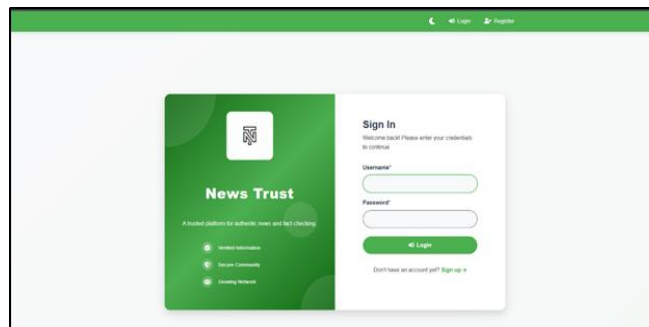 Login
Register
News Trust
A trusted platform for authentic news and fact checking.
Verified Information
Secure Community
Growing Network
Sign In
Welcome back! Please enter your credentials
to continue
Username*
Password*
Login
Don't have an account yet? Sign up